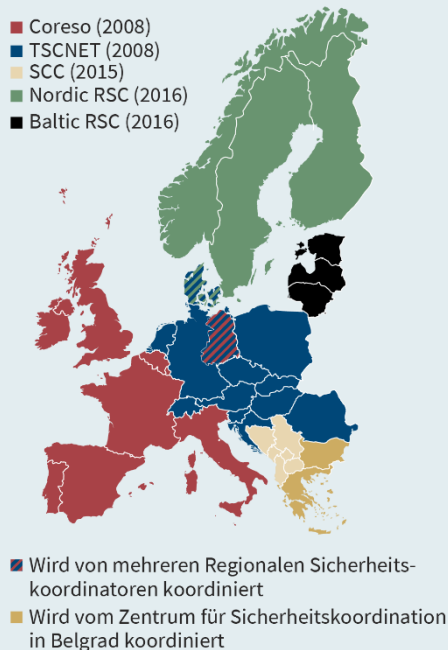 Coreso (2008)
TSCNET (2008)
SCC (2015)
Nordic RSC (2016)
Baltic RSC (2016)
Wird von mehreren Regionalen Sicherheits-
koordinatoren koordiniert
Wird vom Zentrum für Sicherheitskoordination
in Belgrad koordiniert